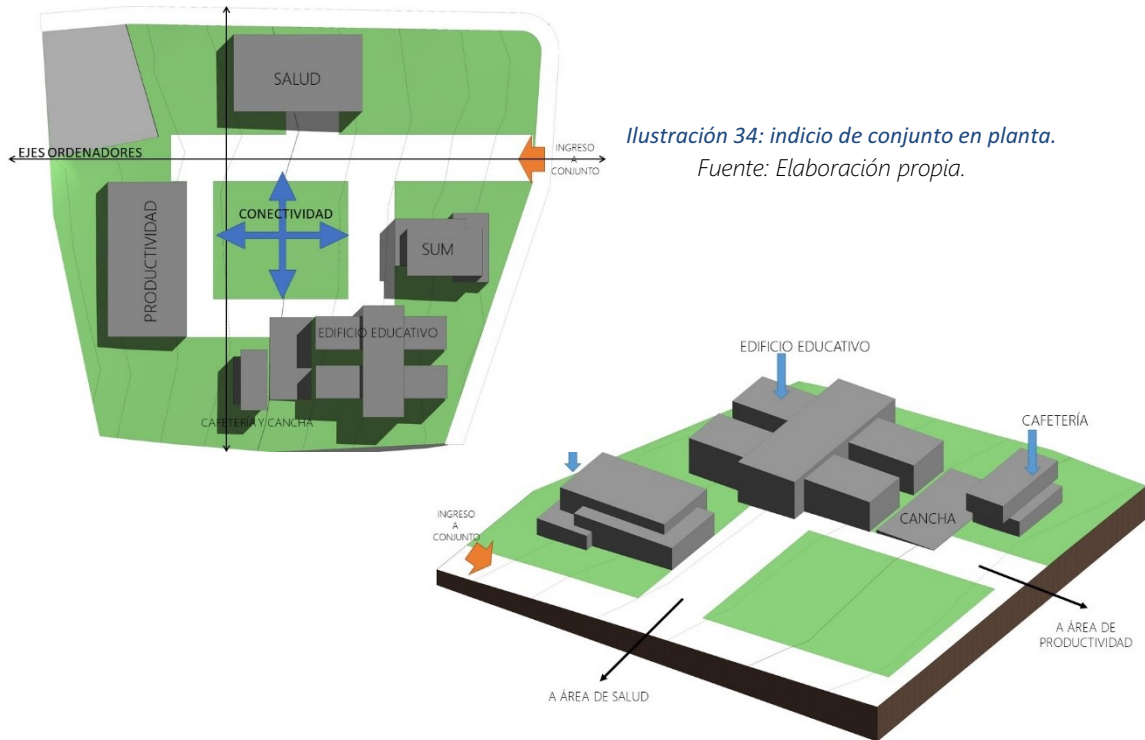 SALUD
EJES ORDENADORES
INGRESO
A
CONJUNTO
PRODUCTIVIDAD
CONECTIVIDAD
SUM
EDIFICIO EDUCATIVO
CAFETERÍA Y CANCHA
Ilustración 34: indicio de conjunto en planta.
Fuente: Elaboración propia.
EDIFICIO EDUCATIVO
CAFETERÍA
CANCHA
INGRESO
A
CONJUNTO
A ÁREA DE
PRODUCTIVIDAD
A ÁREA DE SALUD